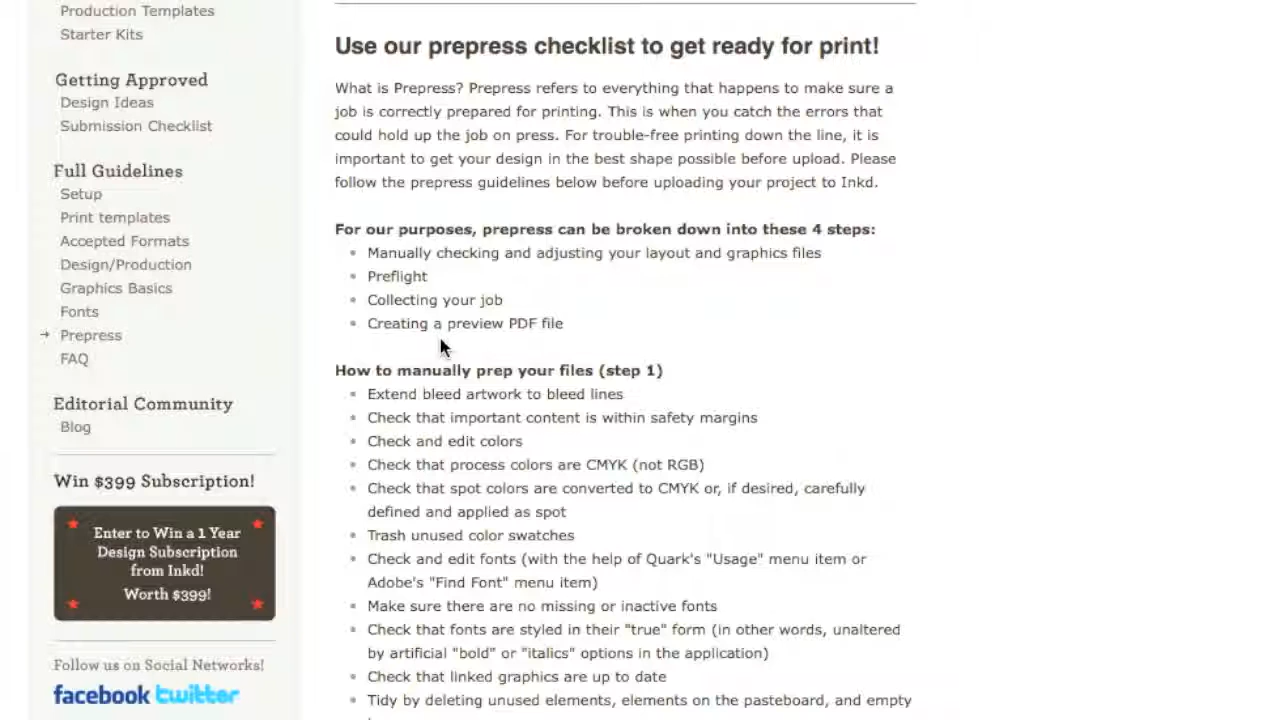 Production Templates
Starter Kits
Getting Approved
Design Ideas
Submission Checklist
Full Guidelines
Setup
Print templates
Accepted Formats
Design/Production
Graphics Basics
Fonts
Prepress
FAQ
Editorial Community
Blog
Win $399 Subscription!
Enter to Win a 1 Year
Design Subscription
from Inkd!
Worth $399!
Follow us on Social Networks!
facebook twitter
Use our prepress checklist to get ready for print!
What is Prepress? Prepress refers to everything that happens to make sure a
job is correctly prepared for printing. This is when you catch the errors that
could hold up the job on press. For trouble-free printing down the line, it is
important to get your design in the best shape possible before upload. Please
follow the prepress guidelines below before uploading your project to Inkd.
For our purposes, prepress can be broken down into these 4 steps:
Manually checking and adjusting your layout and graphics files
Preflight
Collecting your job
Creating a preview PDF file
How to manually prep your files (step 1)
Extend bleed artwork to bleed lines
Check that important content is within safety margins
Check and edit colors
Check that process colors are CMYK (not RGB)
Check that spot colors are converted to CMYK or, if desired, carefully
defined and applied as spot
Trash unused color swatches
Check and edit fonts (with the help of Quark's "Usage" menu item or
Adobe's "Find Font" menu item)
Make sure there are no missing or inactive fonts
Check that fonts are styled in their "true" form (in other words, unaltered
by artificial "bold" or "italics" options in the application)
Check that linked graphics are up to date
Tidy by deleting unused elements, elements on the pasteboard, and empty